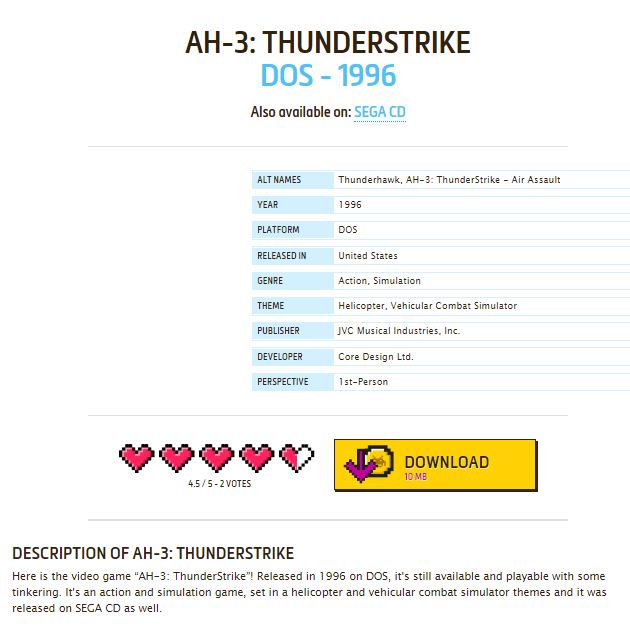 AH-3: THUNDERSTRIKE
DOS - 1996
Also available on: SEGA CD
ALT NAMES Thunderhawk, AH-3: ThunderStrike - Air Assault
YEAR 1996
PLATFORM DOS
RELEASED IN United States
GENRE Action, Simulation
THEME Helicopter, Vehicular Combat Simulator
PUBLISHER JVC Musical Industries, Inc.
DEVELOPER Core Design Ltd.
PERSPECTIVE 1st-Person
4.5 / 5 - 2 VOTES
DOWNLOAD
10 MB
DESCRIPTION OF AH-3: THUNDERSTRIKE
Here is the video game “AH-3: ThunderStrike”! Released in 1996 on DOS, it's still available and playable with some
tinkering. It's an action and simulation game, set in a helicopter and vehicular combat simulator themes and it was
released on SEGA CD as well.